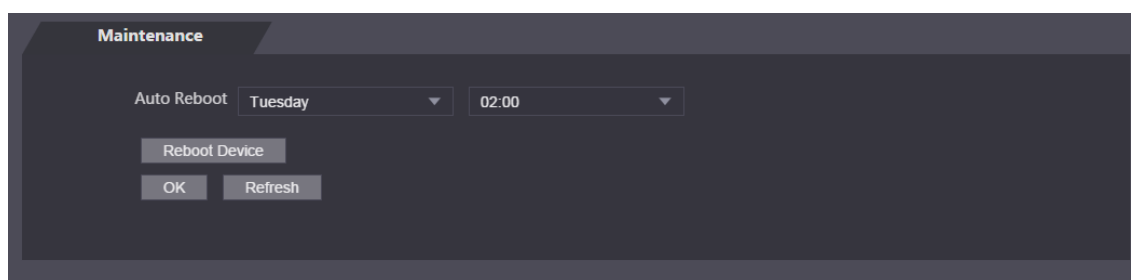 Maintenance
Auto Reboot Tuesday 02:00
Reboot Device
OK Refresh